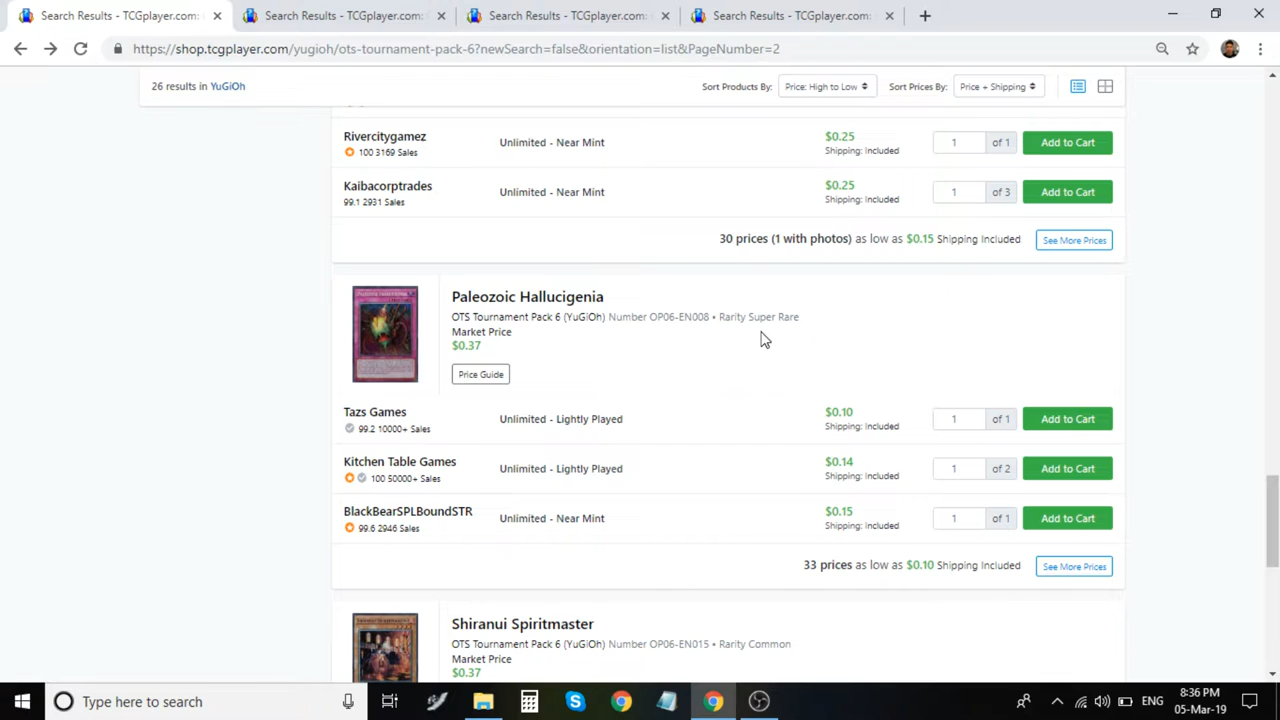 Search Results - TCGplayer.com:
Search Results - TCGplayer.com:
Search Results - TCGplayer.com:
Search Results - TCGplayer.com:
https://shop.tcgplayer.com/yugioh/ots-tournament-pack-6?newSearch=false&orientation=list&PageNumber=2
26 results in YuGiOh
Sort Products By: Price: High to Low Sort Prices By: Price + Shipping
Rivercitygamez
100 3169 Sales
Unlimited - Near Mint
$0.25
Shipping: Included
1 of 1
Add to Cart
Kaibacorptrades
99.1 2931 Sales
Unlimited - Near Mint
$0.25
Shipping: Included
1 of 3
Add to Cart
30 prices (1 with photos) as low as $0.15 Shipping Included
See More Prices
Paleozoic Hallucigenia
OTS Tournament Pack 6 (YuGiOh) Number OP06-EN008 • Rarity Super Rare
Market Price
$0.37
Price Guide
Tazs Games
99.2 10000+ Sales
Unlimited - Lightly Played
$0.10
Shipping: Included
1 of 1
Add to Cart
Kitchen Table Games
100 50000+ Sales
Unlimited - Lightly Played
$0.14
Shipping: Included
1 of 2
Add to Cart
BlackBearSPLBoundSTR
99.6 2946 Sales
Unlimited - Near Mint
$0.15
Shipping: Included
1 of 1
Add to Cart
33 prices as low as $0.10 Shipping Included
See More Prices
Shiranui Spiritmaster
OTS Tournament Pack 6 (YuGiOh) Number OP06-EN015 • Rarity Common
Market Price
$0.37
Type here to search
ENG
8:36 PM
05-Mar-19